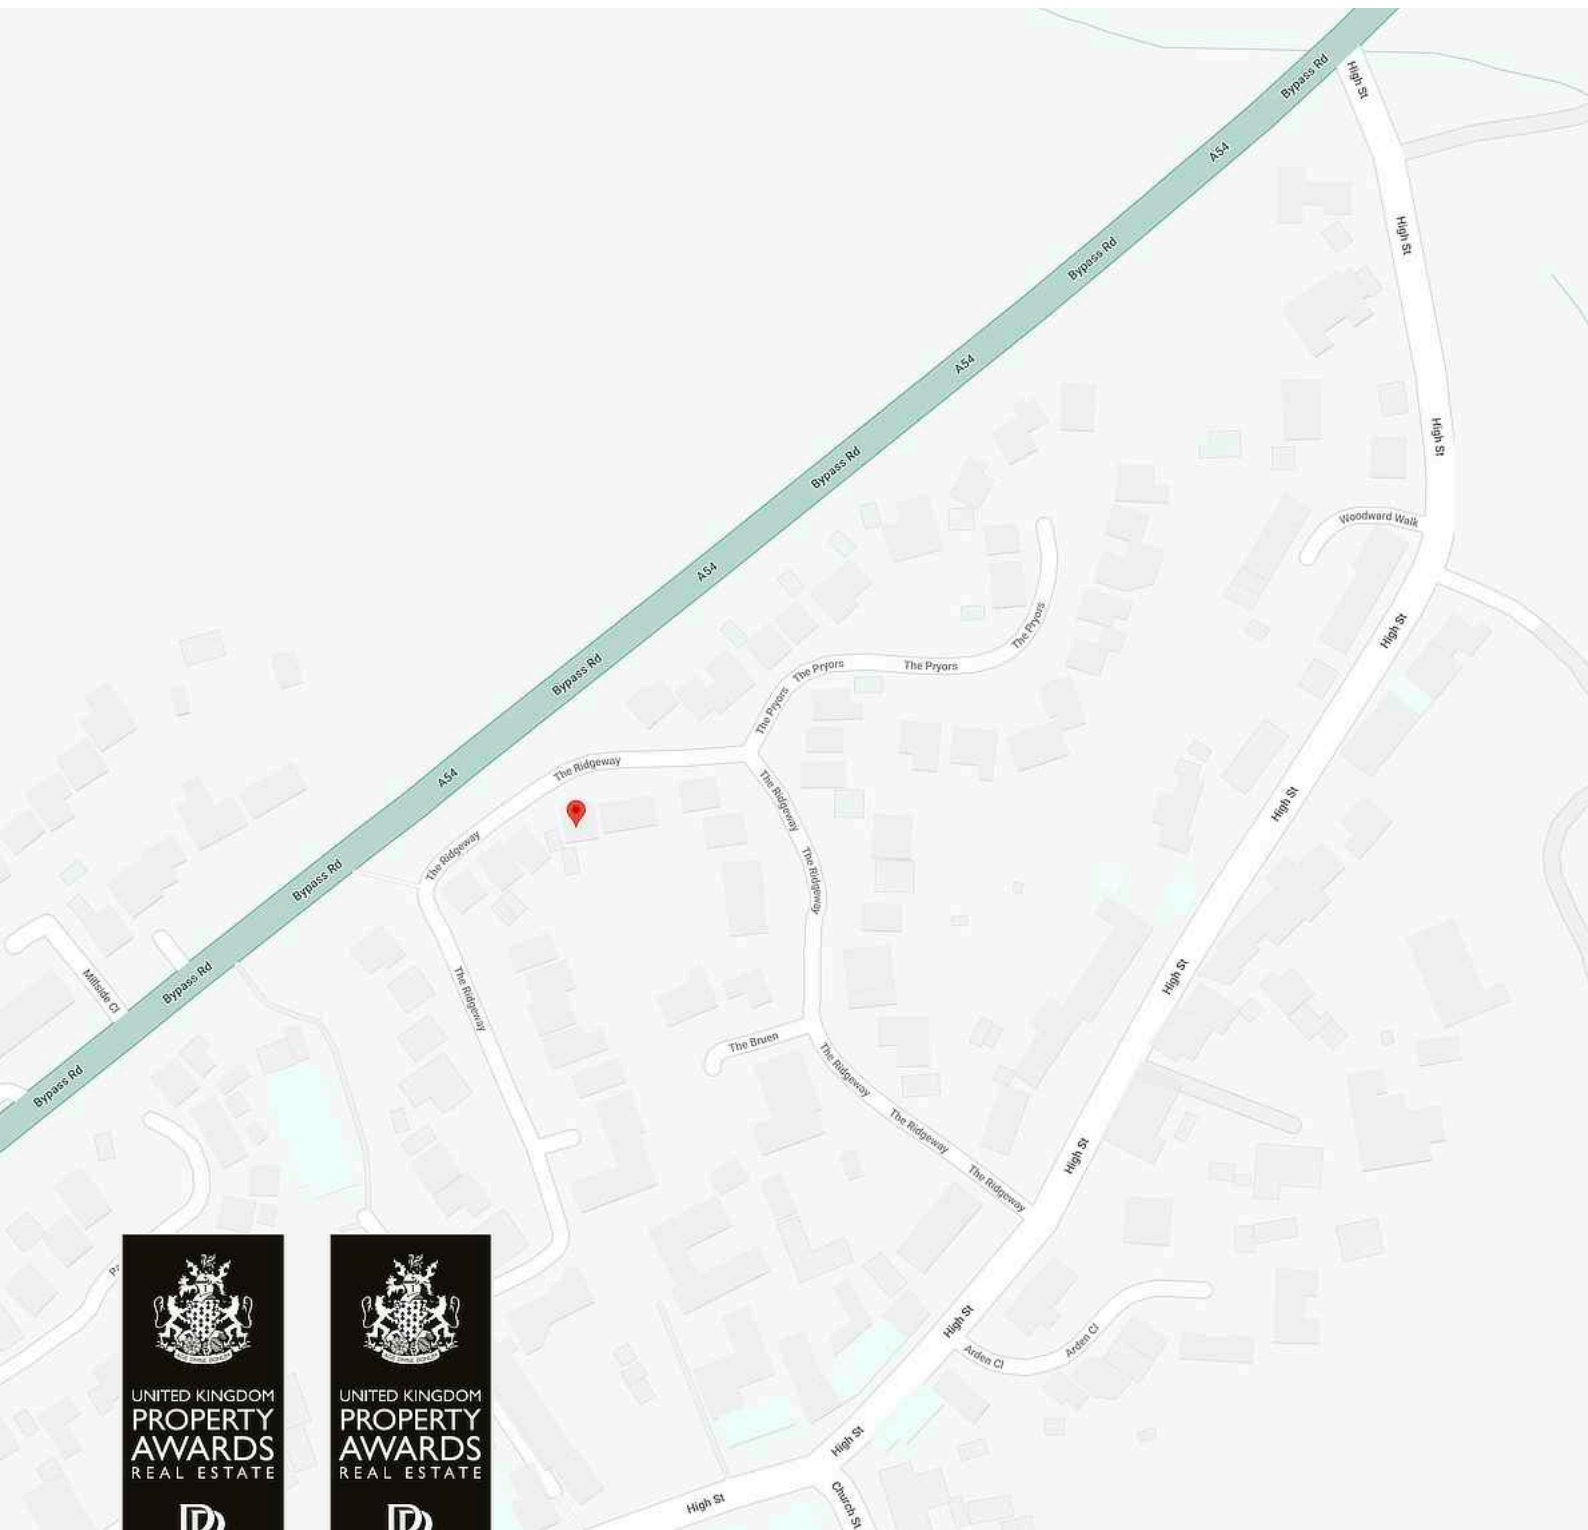 Bypass Rd
High St
A54
High St
Bypass Rd
A54
High St
Bypass Rd
Woodward Walk
A54
The Pryors
High St
Bypass Rd
The Pryors
The Pryors
The Pryors
The Ridgeway
A54
The Ridgeway
High St
The Ridgeway
Bypass Rd
The Ridgeway
Bypass Rd
Millside Cl
The Ridgeway
High St
The Bruen
Bypass Rd
The Ridgeway
The Ridgeway
High St
The Ridgeway
High St
Arden Cl
Arden Cl
High St
High St
Church St
UNITED KINGDOM
PROPERTY
AWARDS
REAL ESTATE
UNITED KINGDOM
PROPERTY
AWARDS
REAL ESTATE